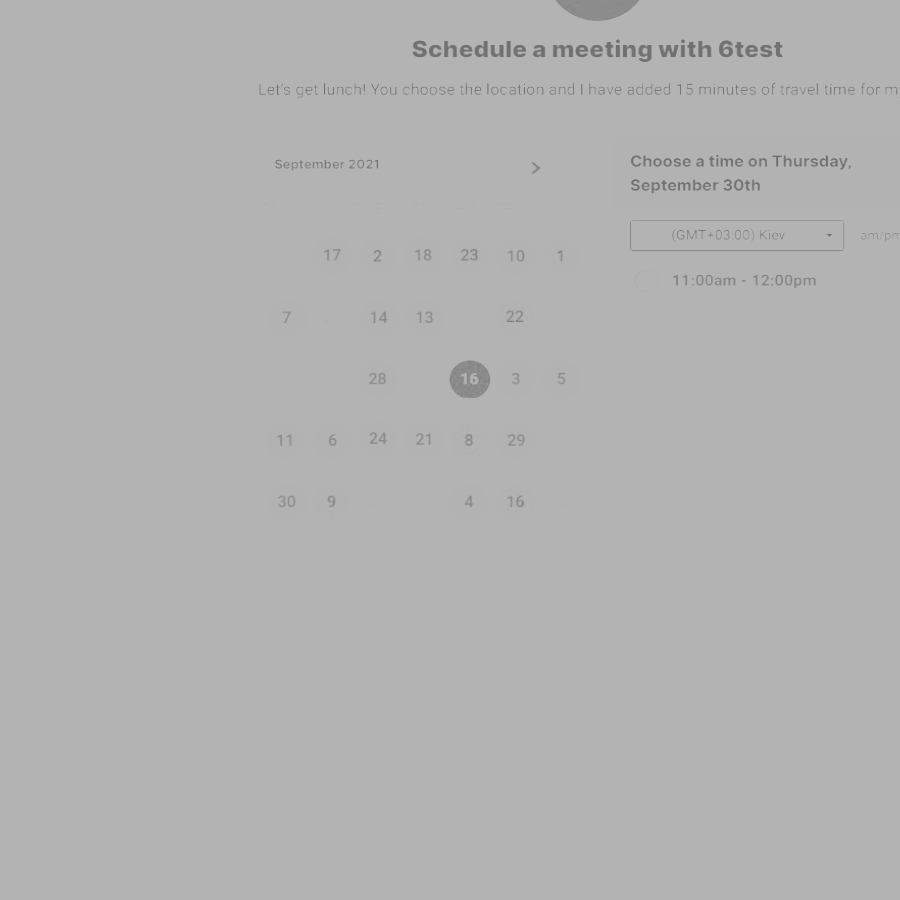 Schedule a meeting with 6test
Let's get lunch! You choose the location and I have added 15 minutes of travel time for
September 2021
17 2 18 23 10 1
7 14 13 22
28 16 3 5
11 6 24 21 8 29
30 9 4 16
Choose a time on Thursday,
September 30th
(GMT+03:00) Kiev am/pm
11:00am - 12:00pm